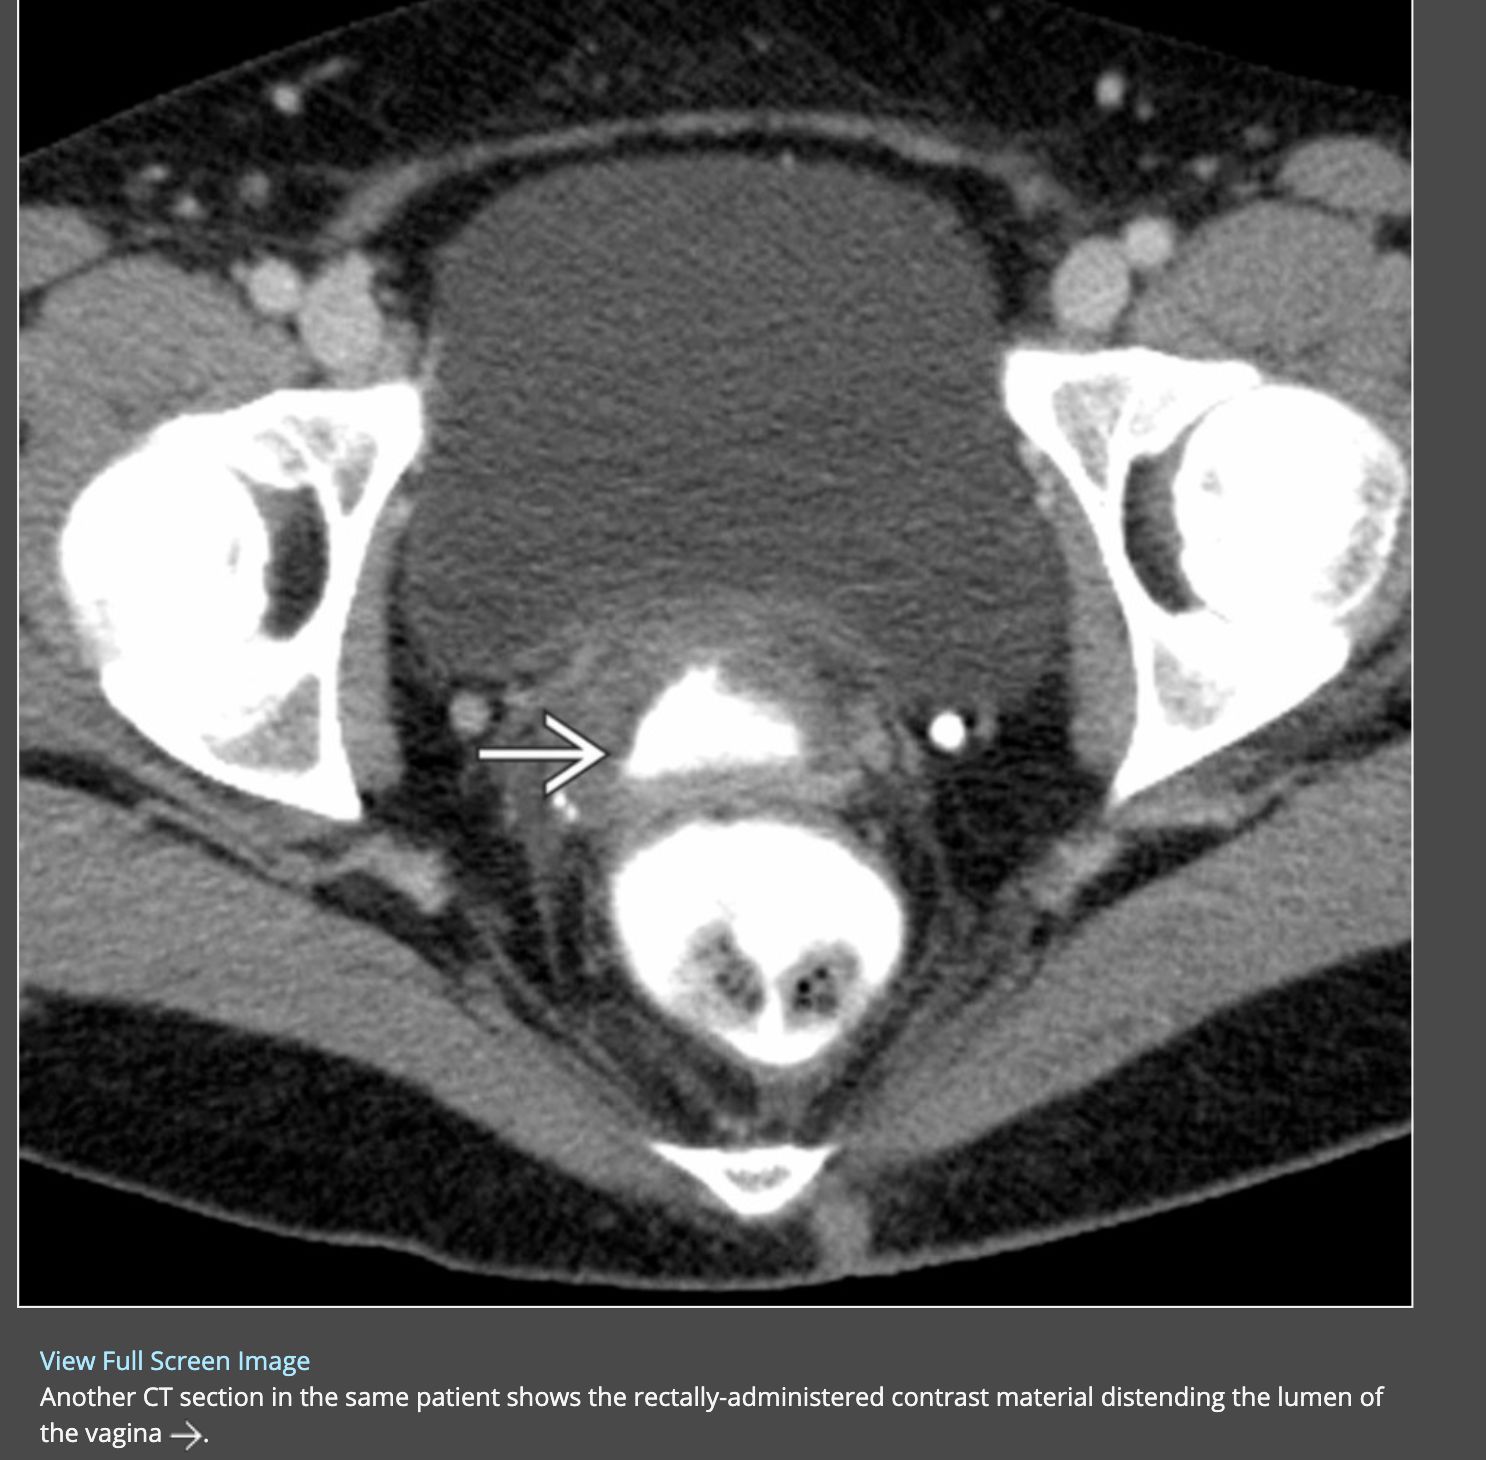 View Full Screen Image
Another CT section in the same patient shows the rectally-administered contrast material distending the lumen of
the vagina →.